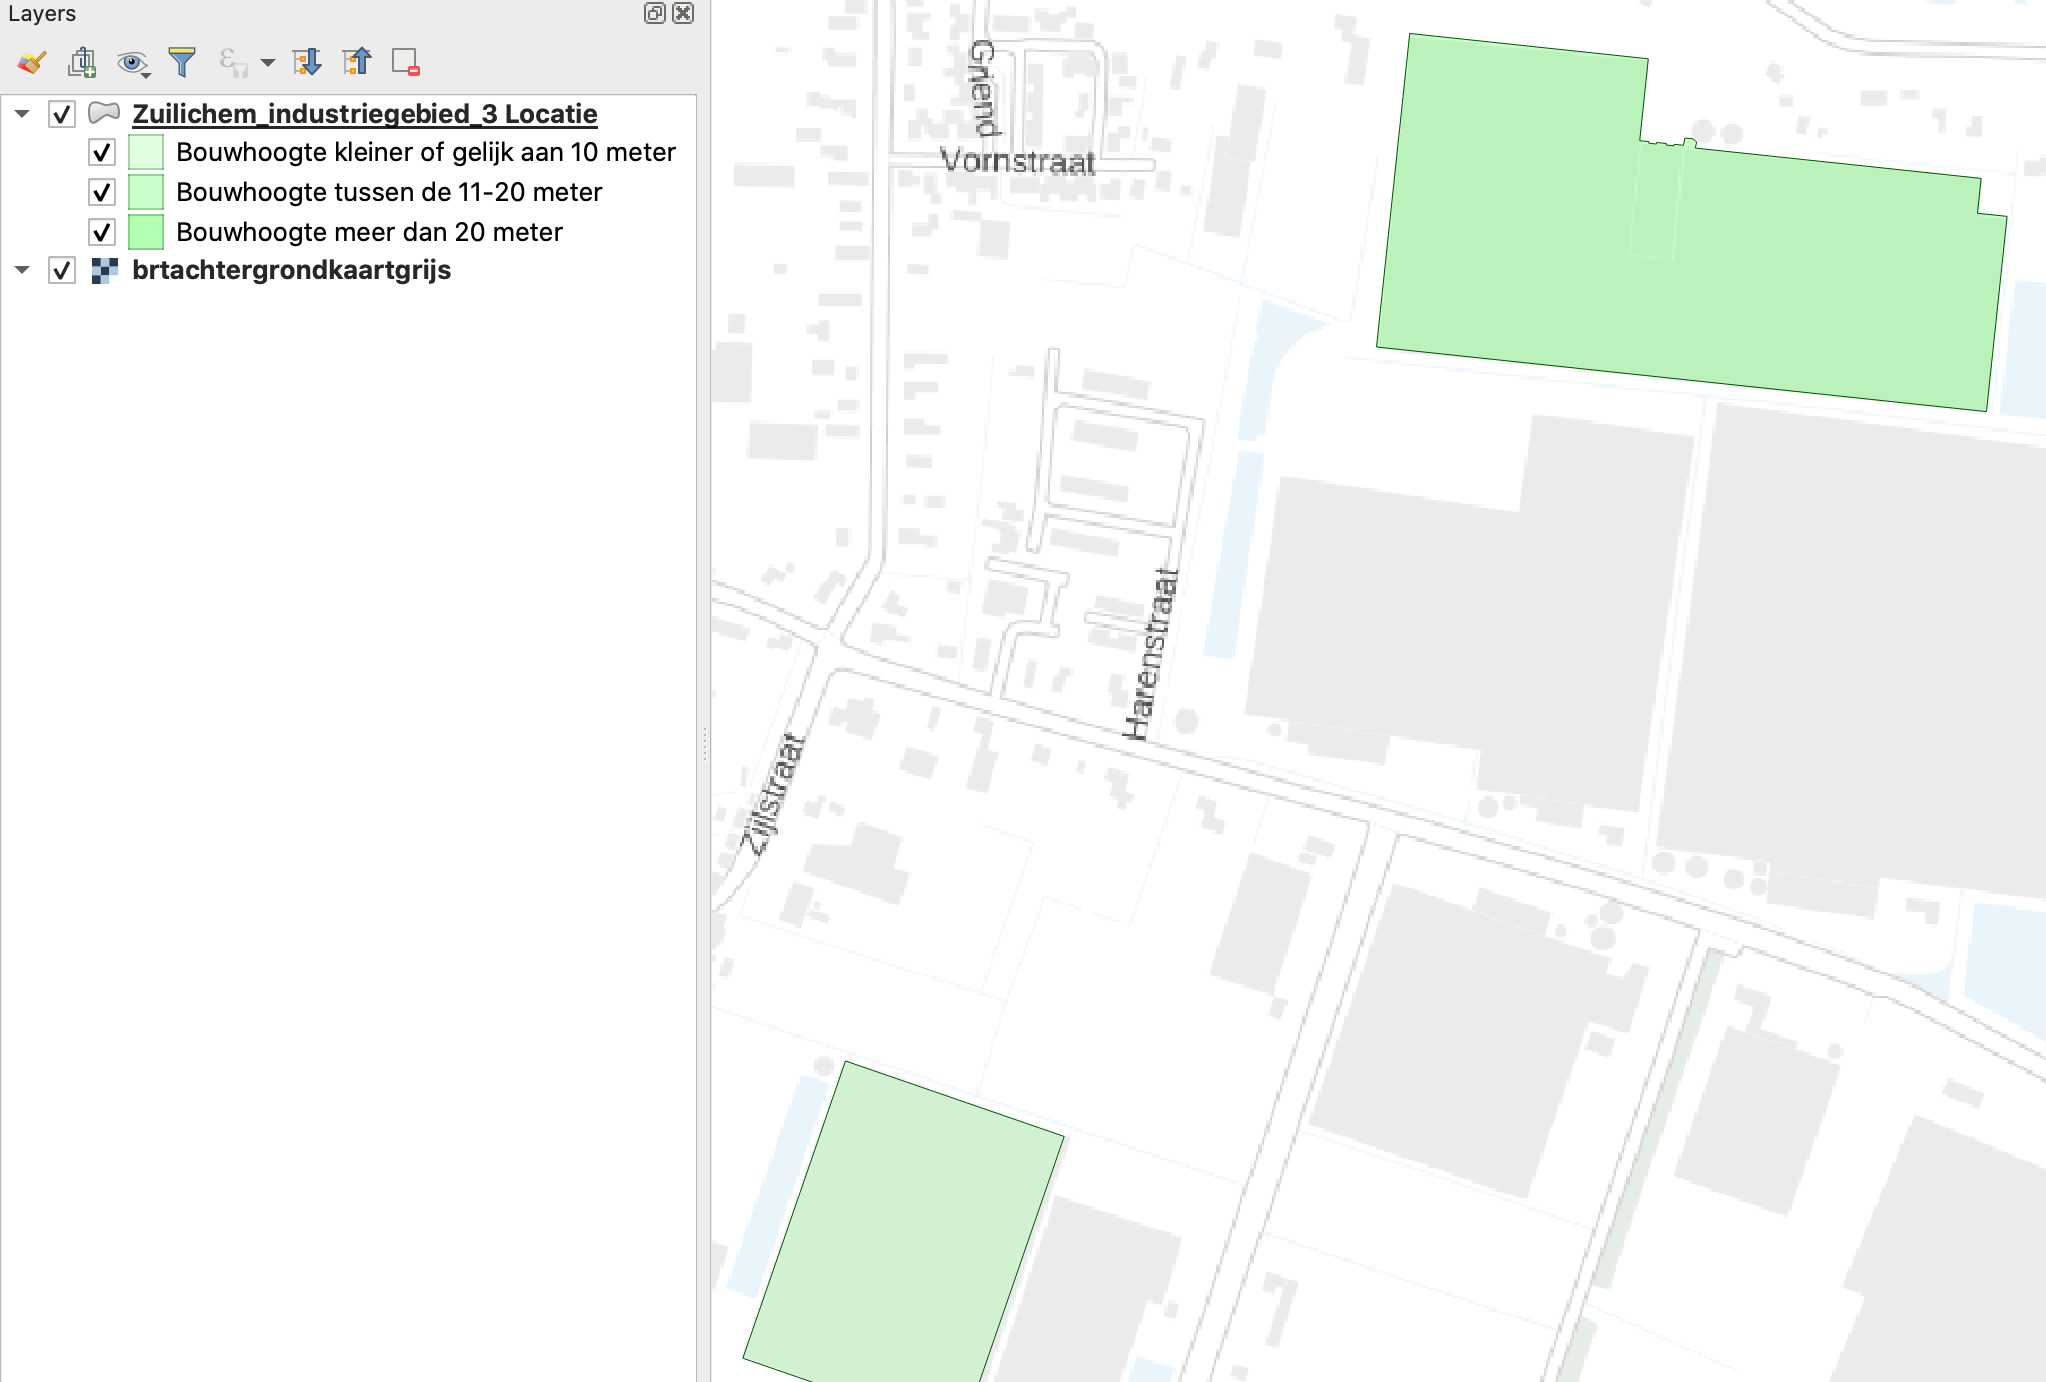 Layers
Zuilichem_industriegebied_3 Locatie
Bouwhoogte kleiner of gelijk aan 10 meter
Bouwhoogte tussen de 11-20 meter
Bouwhoogte meer dan 20 meter
brtachtergrondkaartgrijs
Griend
Vornstraat
Harenstraat
Zijlstraat